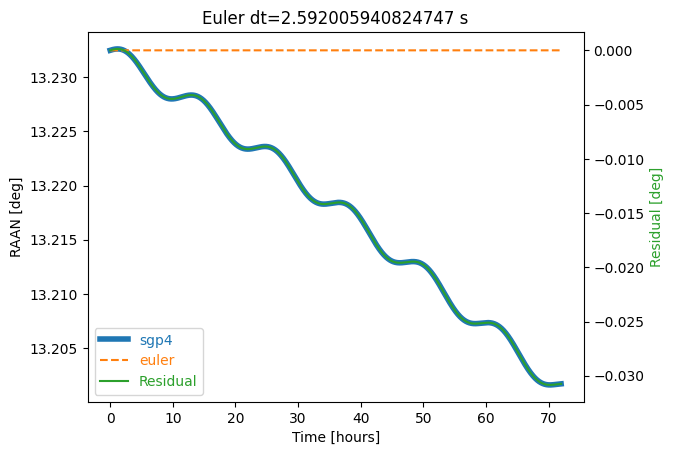 Euler dt=2.592005940824747 s
RAAN [deg]
13.230
13.225
13.220
13.215
13.210
13.205
0.000
−0.005
−0.010
−0.015
−0.020
−0.025
−0.030
Residual [deg]
sgp4
euler
Residual
0 10 20 30 40 50 60 70
Time [hours]